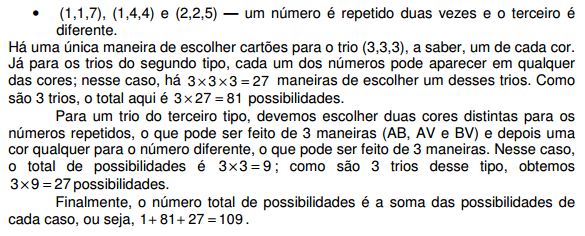 • (1,1,7), (1,4,4) e (2,2,5) — um número é repetido duas vezes e o terceiro é
diferente.
Há uma única maneira de escolher cartões para o trio (3,3,3), a saber, um de cada cor.
Já para os trios do segundo tipo, cada um dos números pode aparecer em qualquer
das cores; nesse caso, há 3×3×3=27 maneiras de escolher um desses trios. Como
são 3 trios, o total aqui é 3×27=81 possibilidades.
Para um trio do terceiro tipo, devemos escolher duas cores distintas para os
números repetidos, o que pode ser feito de 3 maneiras (AB, AV e BV) e depois uma
cor qualquer para o número diferente, o que pode ser feito de 3 maneiras. Nesse caso,
o total de possibilidades é 3×3=9; como são 3 trios desse tipo, obtemos
3×9=27 possibilidades.
Finalmente, o número total de possibilidades é a soma das possibilidades de
cada caso, ou seja, 1+81+27=109.